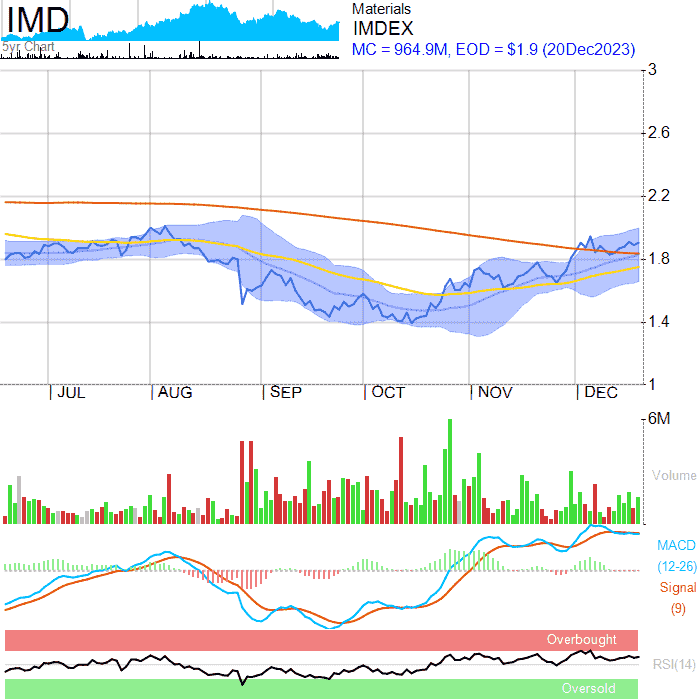 IMD
5yr Chart
Materials
IMDEX
MC = 964.9M, EOD = $1.9 (20Dec2023)
3
2.6
2.2
1.8
1.4
1
JUL AUG SEP OCT NOV DEC
6M
Volume
MACD
(12-26)
Signal
(9)
Overbought
RSI(14)
Oversold